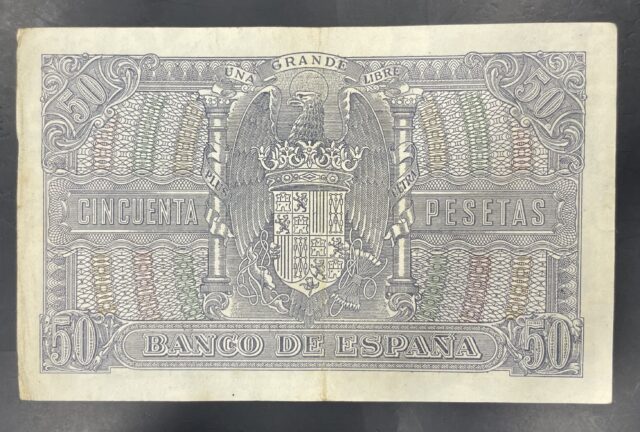 UNA GRANDE LIBRE
50 50
PLUS ULTRA
CINCUENTA PESETAS
50 BANCO DE ESPAÑA 50